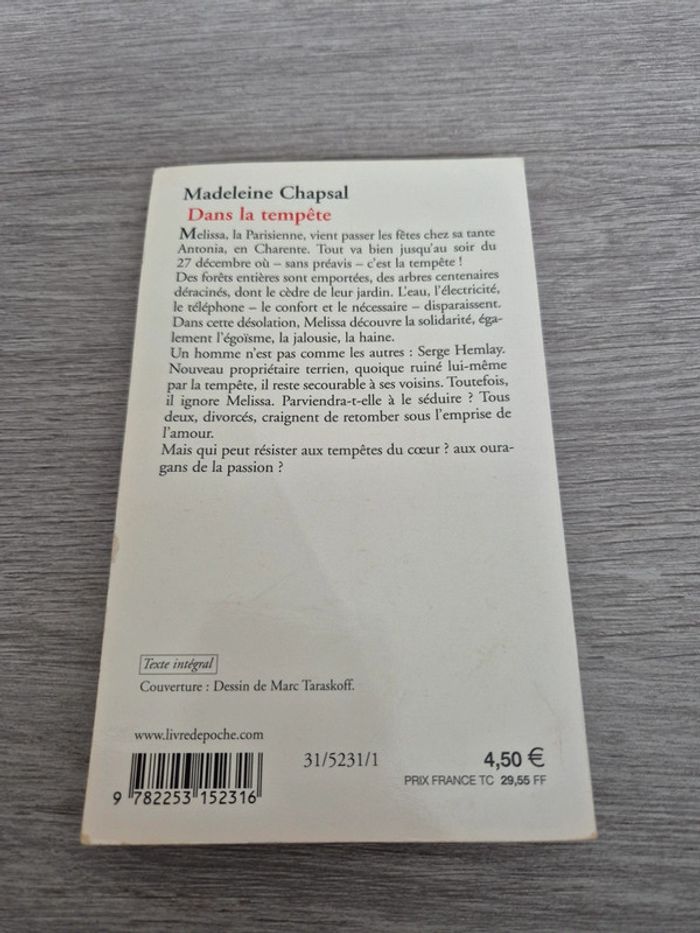 Madeleine Chapsal
Dans la tempête
Melissa, la Parisienne, vient passer les fêtes chez sa tante
Antonia, en Charente. Tout va bien jusqu'au soir du
27 décembre où – sans préavis – c'est la tempête !
Des forêts entières sont emportées, des arbres centenaires
déracinés, dont le cèdre de leur jardin. L'eau, l'électricité,
le téléphone – le confort et le nécessaire – disparaissent.
Dans cette désolation, Melissa découvre la solidarité, éga-
lement l'égoïsme, la jalousie, la haine.
Un homme n'est pas comme les autres : Serge Hemlay.
Nouveau propriétaire terrien, quoique ruiné lui-même
par la tempête, il reste secourable à ses voisins. Toutefois,
il ignore Melissa. Parviendra-t-elle à le séduire ? Tous
deux, divorcés, craignent de retomber sous l'emprise de
l'amour.
Mais qui peut résister aux tempêtes du cœur ? aux oura-
gans de la passion ?
Texte intégral
Couverture : Dessin de Marc Taraskoff.
www.livredepoche.com
31/5231/1
4,50 €
PRIX FRANCE TC 29,55 FF
9 782253 152316